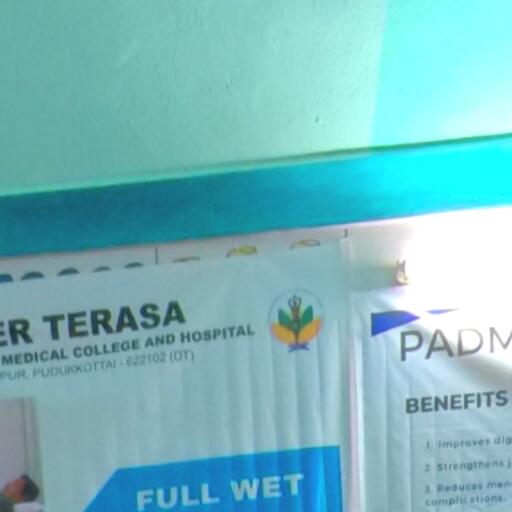 ER TERASA
MEDICAL COLLEGE AND HOSPITAL
PUR, PUDUKKOTTAI - 622102 (DT)
FULL WET
PADM
BENEFITS
1. Improves dig
2. Strengthens j
3. Reduces men
complications.